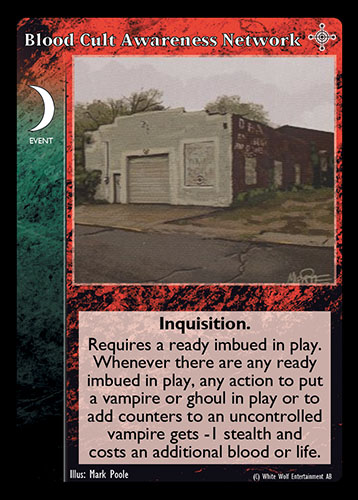 Blood Cult Awareness Network
EVENT
Inquisition.
Requires a ready imbued in play.
Whenever there are any ready
imbued in play, any action to put
a vampire or ghoul in play or to
add counters to an uncontrolled
vampire gets -1 stealth and
costs an additional blood or life.
Illus: Mark Poole
(C) White Wolf Entertainment AB